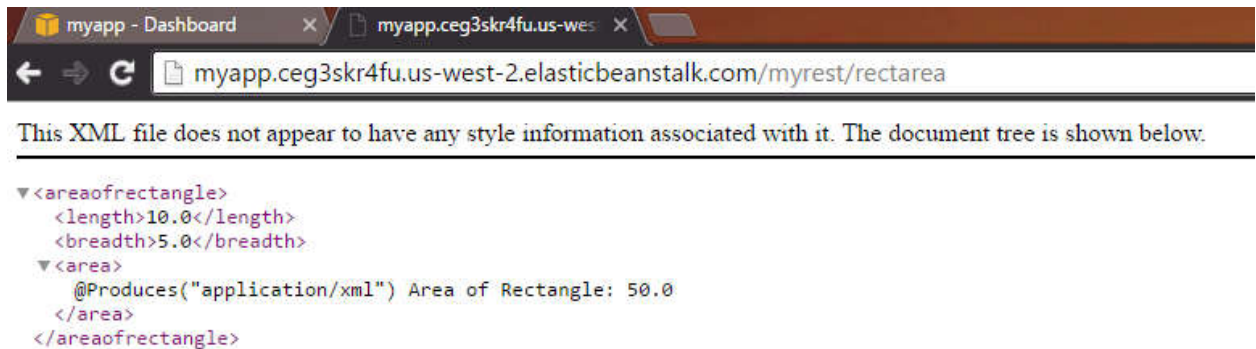 myapp - Dashboard
myapp.ceg3skr4fu.us-wes
myapp.ceg3skr4fu.us-west-2.elasticbeanstalk.com/myrest/rectarea
This XML file does not appear to have any style information associated with it. The document tree is shown below.
▼<areaofrectangle>
<length>10.0</length>
<breadth>5.0</breadth>
▼<area>
@Produces("application/xml") Area of Rectangle: 50.0
</area>
</areaofrectangle>